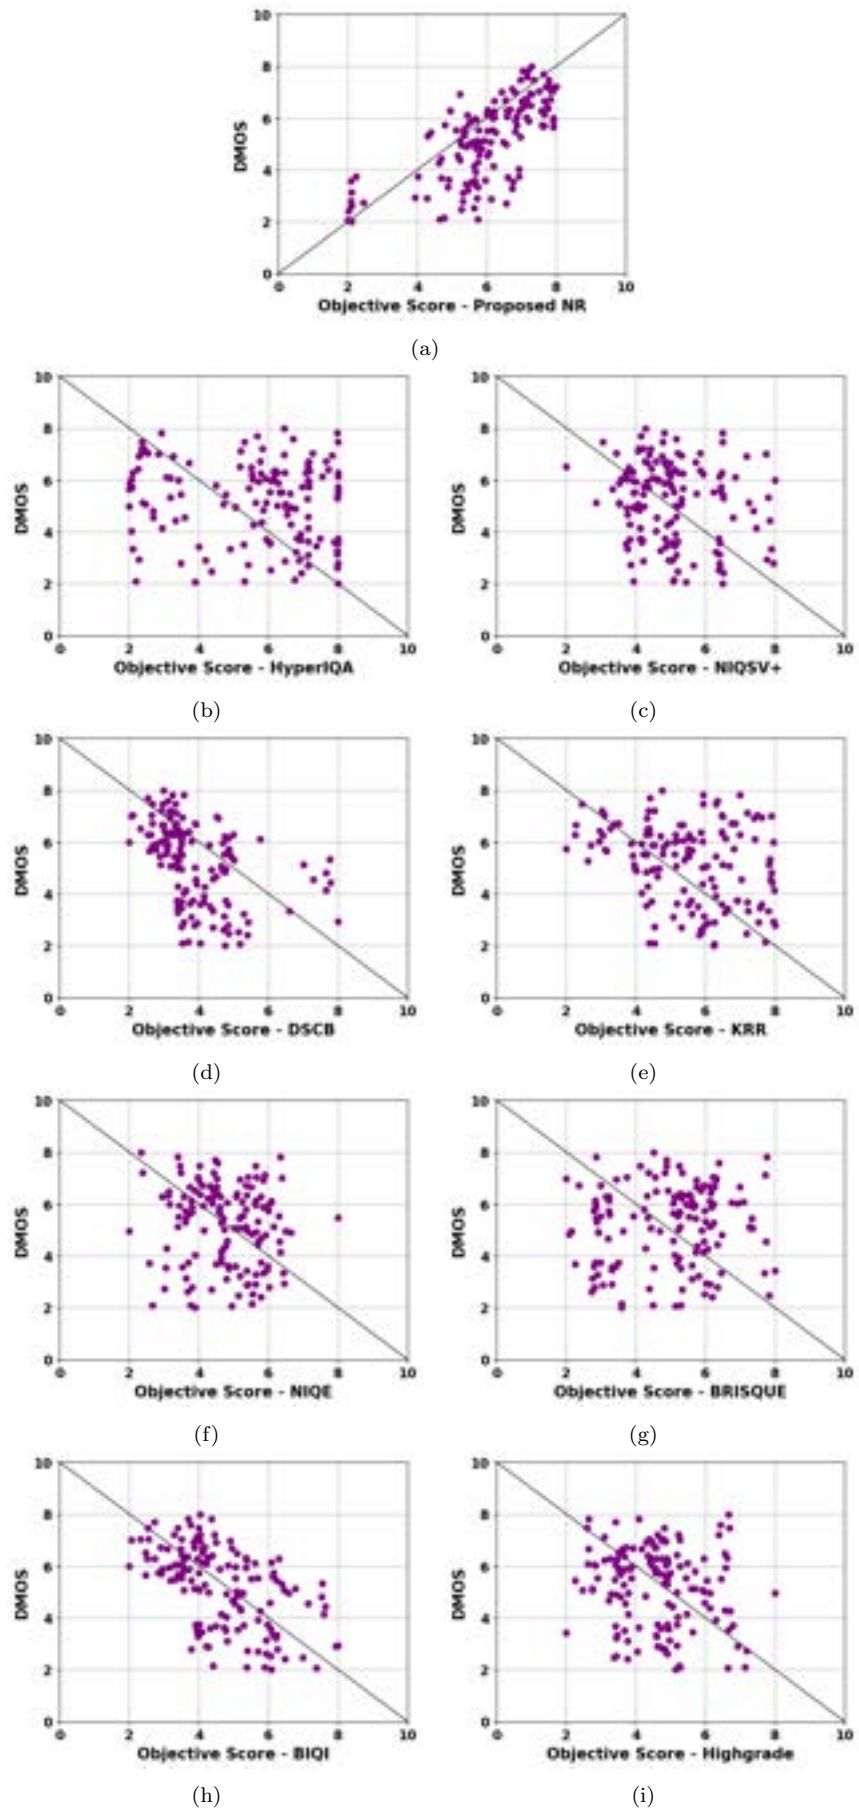 10
8
6
4
2
0
DMOS
0 2 4 6 8 10
Objective Score - Proposed NR
(a)
10 10
8 8
6 6
4 4
2 2
0 0
DMOS DMOS
0 2 4 6 8 10 0 2 4 6 8 10
Objective Score - HyperIQA Objective Score - NIQSV+
(b) (c)
10 10
8 8
6 6
4 4
2 2
0 0
DMOS DMOS
0 2 4 6 8 10 0 2 4 6 8 10
Objective Score - DSCB Objective Score - KRR
(d) (e)
10 10
8 8
6 6
4 4
2 2
0 0
DMOS DMOS
0 2 4 6 8 10 0 2 4 6 8 10
Objective Score - NIQE Objective Score - BRISQUE
(f) (g)
10 10
8 8
6 6
4 4
2 2
0 0
DMOS DMOS
0 2 4 6 8 10 0 2 4 6 8 10
Objective Score - BIQI Objective Score - Highgrade
(h) (i)